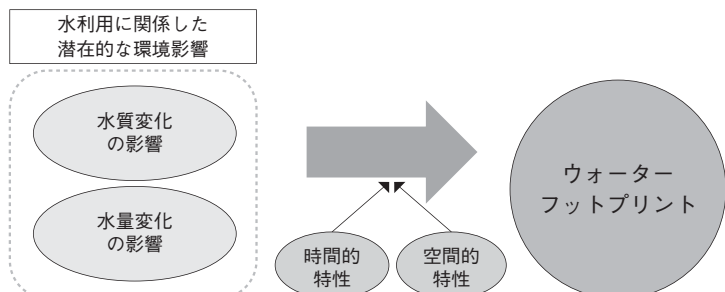 水利用に関係した
潜在的な環境影響
水質変化
の影響
水量変化
の影響
時間的
特性
空間的
特性
ウォーター
フットプリント